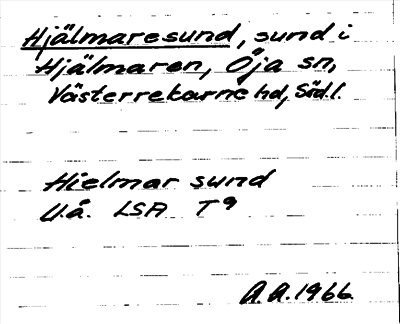 Hjälmaresund, sund i
Hjälmaren, Öja sn,
Västerrekarne hd, Södl.
Hielmar sund
U.å. LSA T9
A.A. 1966